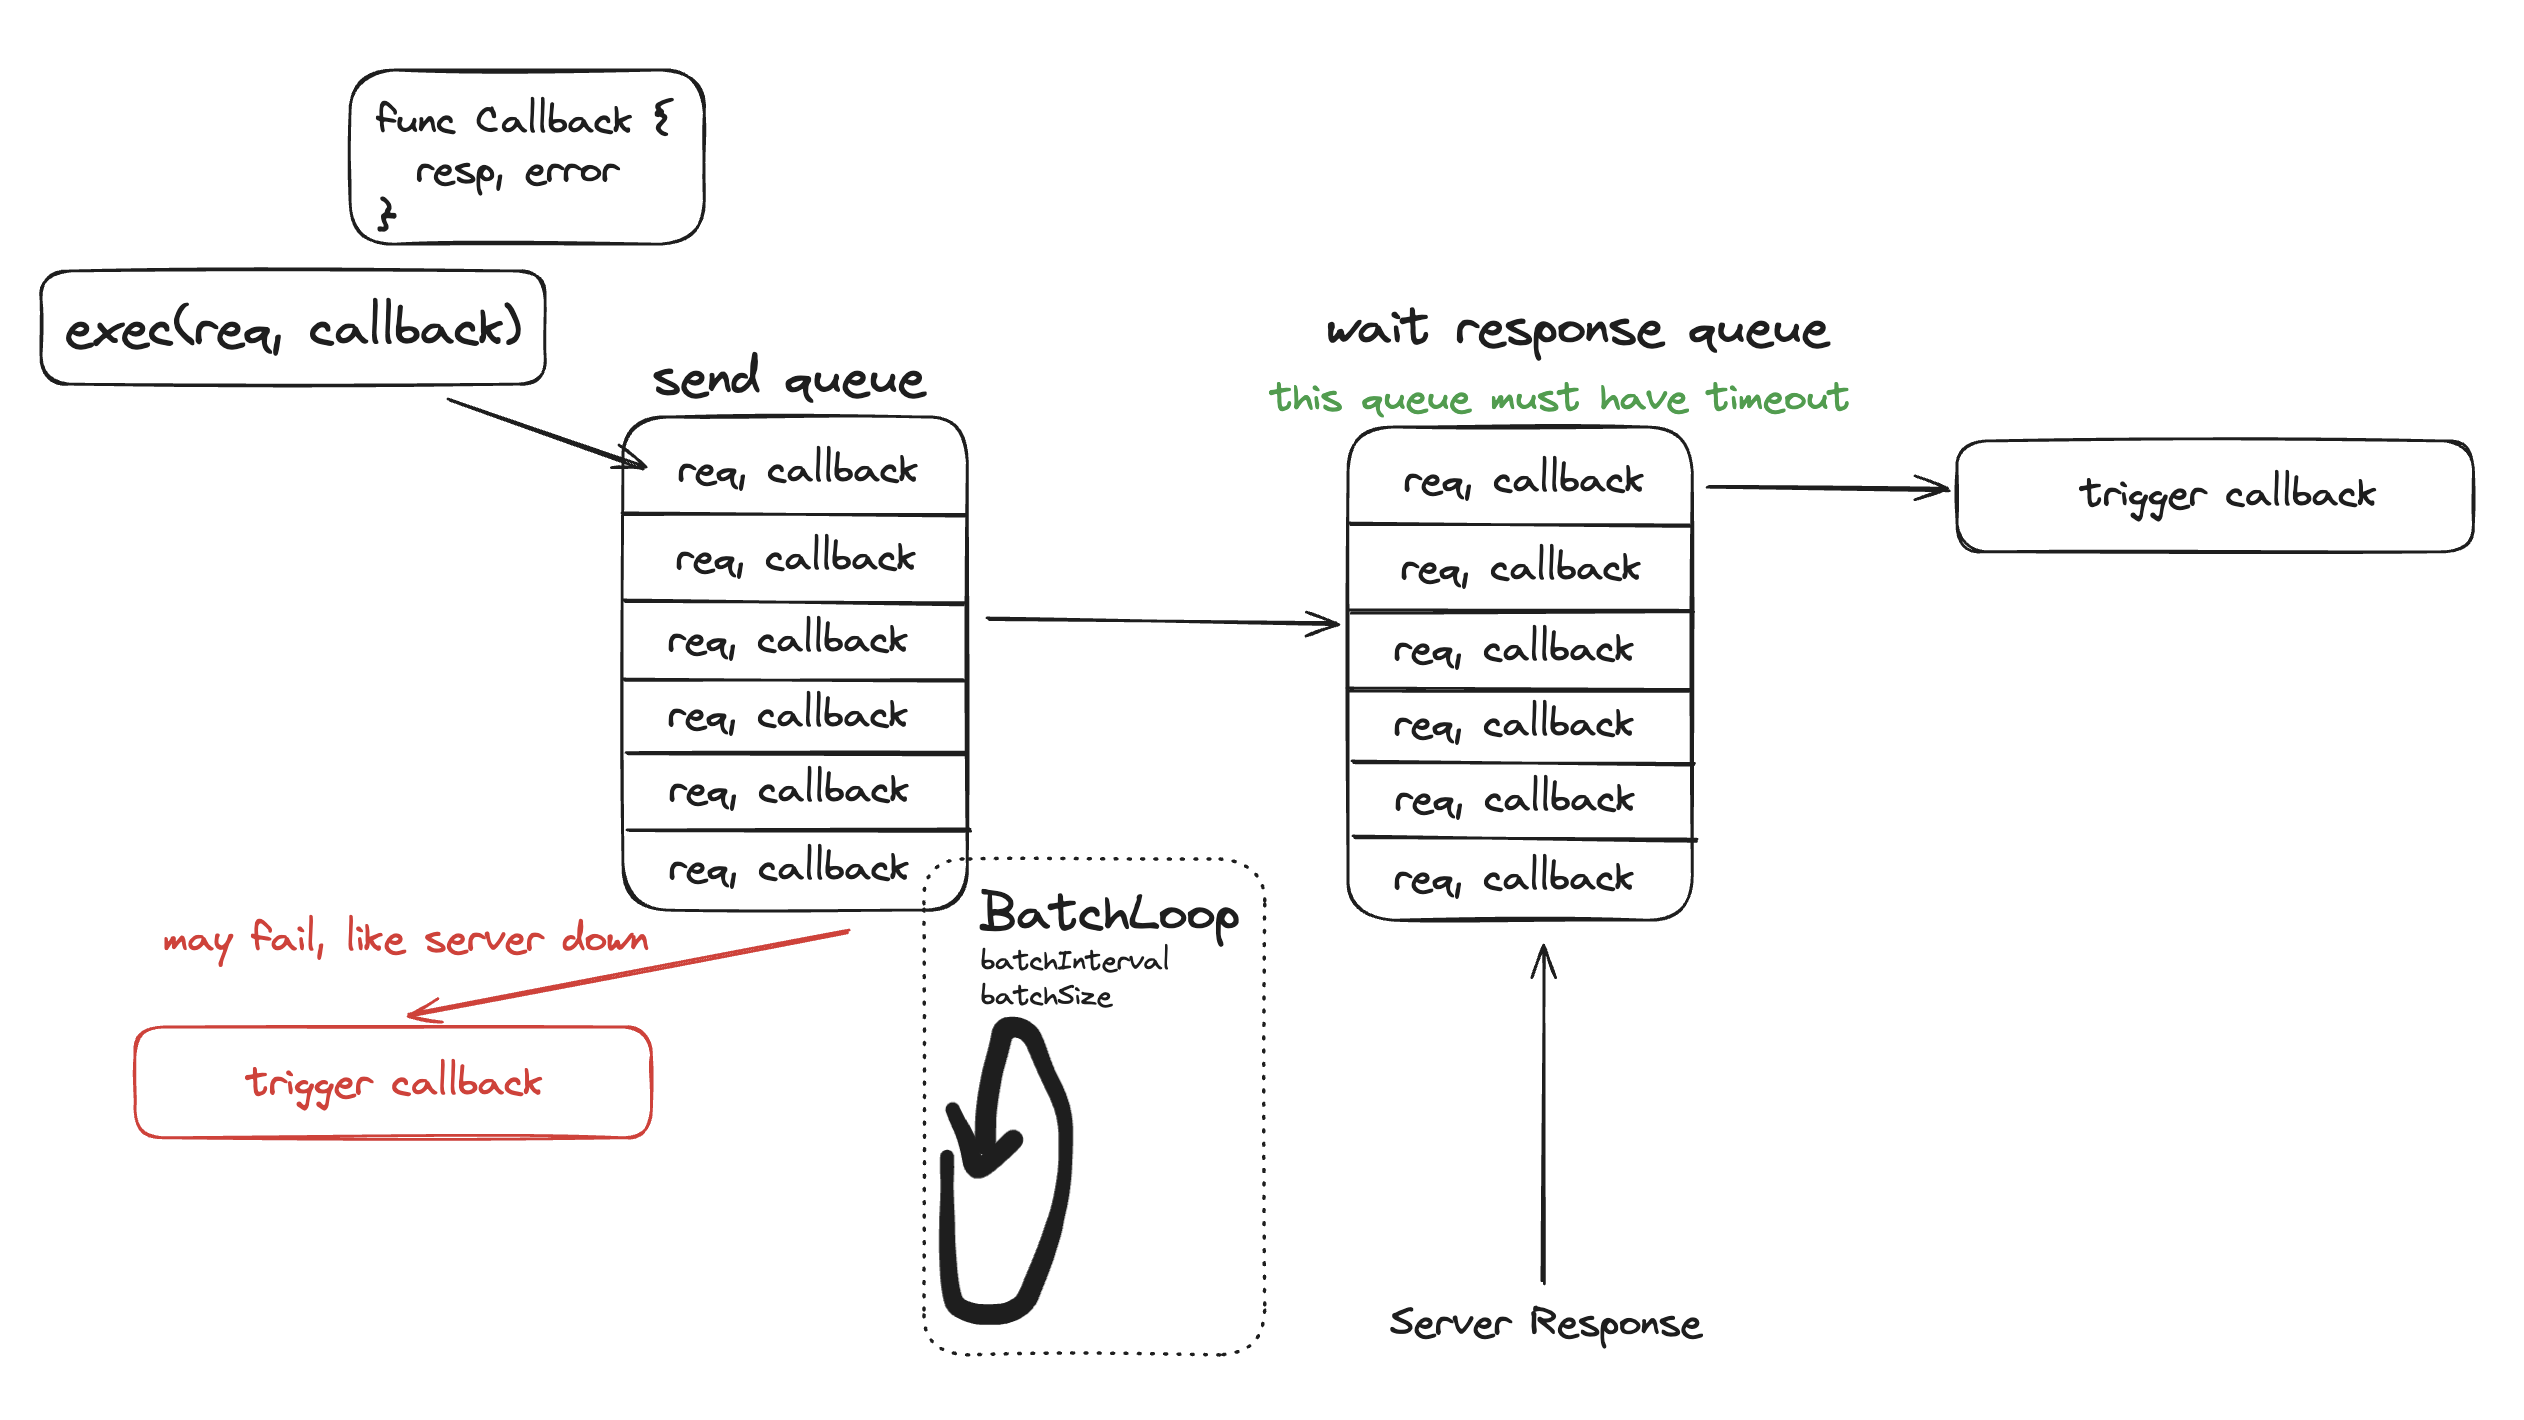 func Callback {
resp, error
}
exec(req, callback)
send queue
req, callback
req, callback
req, callback
req, callback
req, callback
req, callback
may fail, like server down
trigger callback
BatchLoop
batchInterval
batchSize
wait response queue
this queue must have timeout
req, callback
req, callback
req, callback
req, callback
req, callback
req, callback
trigger callback
Server Response